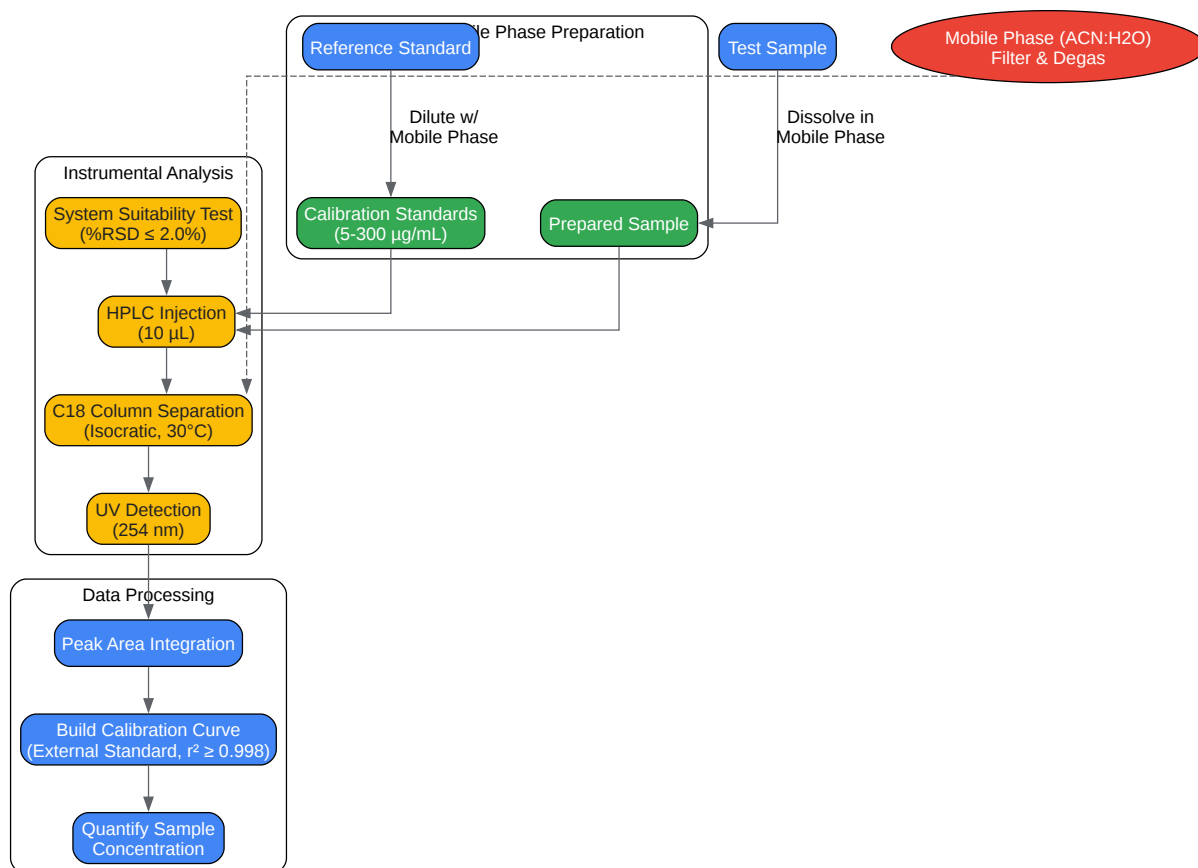 Reference Standard
Phase Preparation
Test Sample
Mobile Phase (ACN:H2O)
Filter & Degas
Dilute w/
Mobile Phase
Dissolve in
Mobile Phase
Instrumental Analysis
System Suitability Test
(%RSD ≤ 2.0%)
Calibration Standards
(5-300 µg/mL)
Prepared Sample
HPLC Injection
(10 µL)
C18 Column Separation
(Isocratic, 30°C)
UV Detection
(254 nm)
Data Processing
Peak Area Integration
Build Calibration Curve
(External Standard, r² ≥ 0.998)
Quantify Sample
Concentration